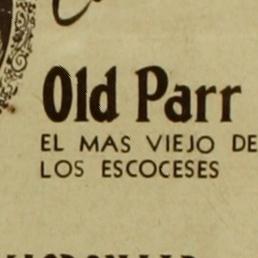 Old Parr
EL MAS VIEJO DE
LOS ESCOCESES